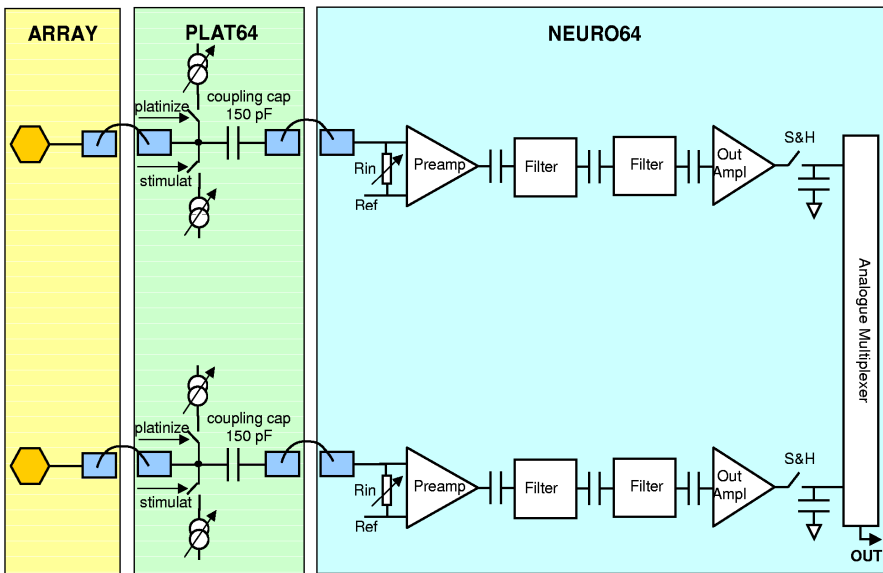 ARRAY
PLAT64
NEURO64
platinize
coupling cap
150 pF
stimulat
Rin
Ref
Preamp
Filter
Filter
Out
Ampl
S&H
Analogue Multiplexer
platinize
coupling cap
150 pF
stimulat
Rin
Ref
Preamp
Filter
Filter
Out
Ampl
S&H
OUT